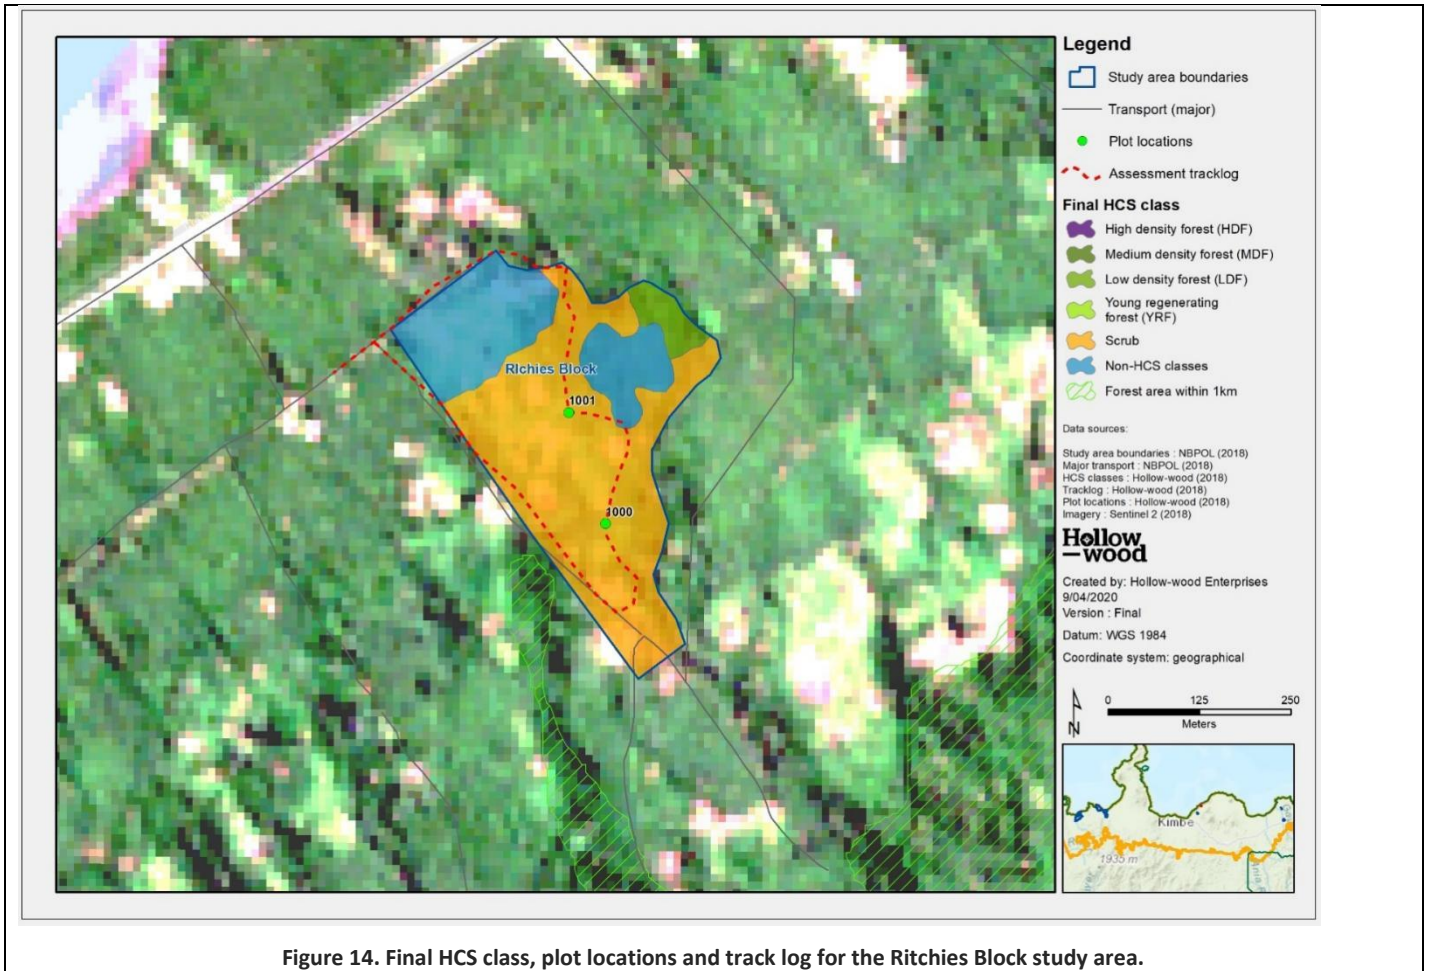 Legend
Study area boundaries
Transport (major)
Plot locations
Assessment tracklog
Final HCS class
High density forest (HDF)
Medium density forest (MDF)
Low density forest (LDF)
Young regenerating
forest (YRF)
Scrub
Non-HCS classes
Forest area within 1km
Data sources:
Study area boundaries : NBPOL (2018)
Major transport : NBPOL (2018)
HCS classes : Hollow-wood (2018)
Tracklog : Hollow-wood (2018)
Plot locations : Hollow-wood (2018)
Imagery : Sentinel 2 (2018)
Hollow
—wood
Created by: Hollow-wood Enterprises
9/04/2020
Version : Final
Datum: WGS 1984
Coordinate system: geographical
N
0 125 250
Meters
Kimbe
1935 m
RIchies Block
1001
1000
Figure 14. Final HCS class, plot locations and track log for the Ritchies Block study area.